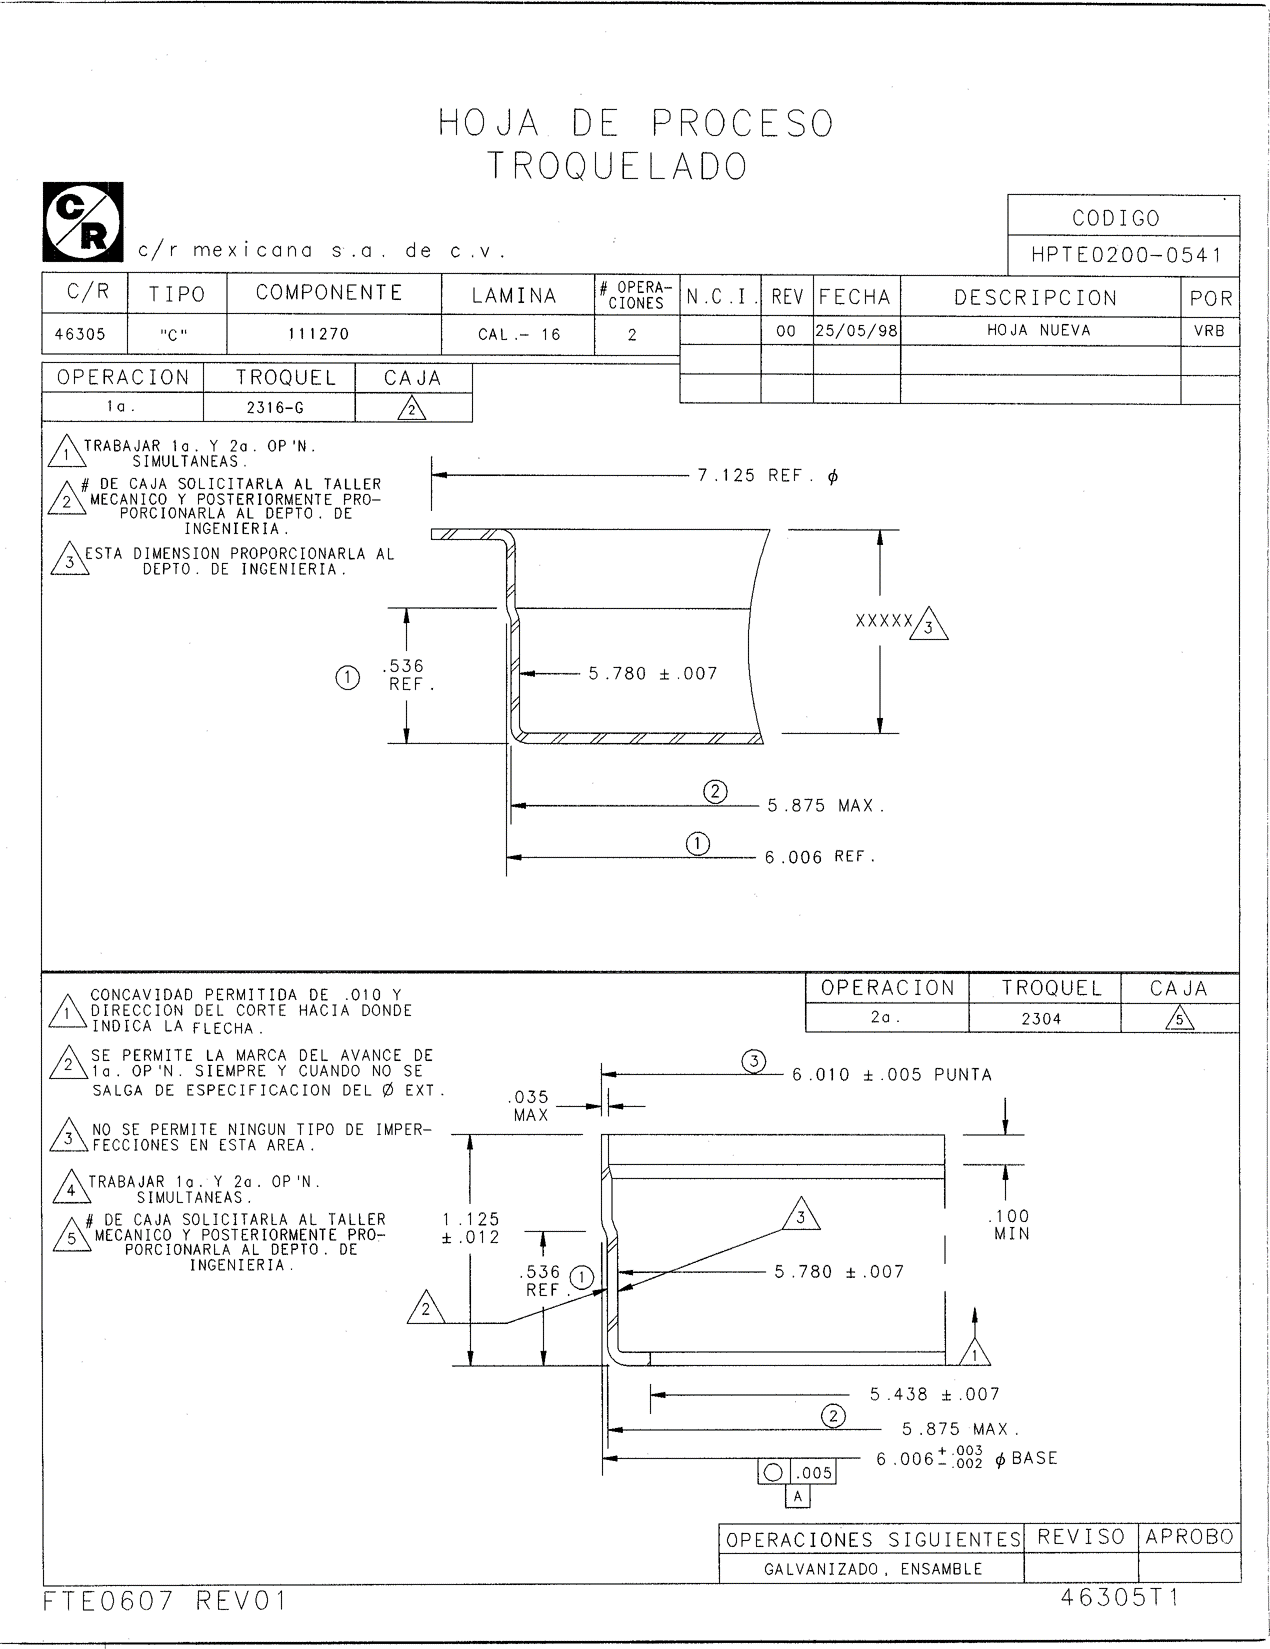 HOJA DE PROCESO
TROQUELADO
C/R
c/r mexicana s.a. de c.v.
CODIGO
HPTE0200-0541
C/R TIPO COMPONENTE LAMINA # OPERA-CIONES N.C.I. REV FECHA DESCRIPCION POR
46305 "C" 111270 CAL.- 16 2 00 25/05/98 HOJA NUEVA VRB
OPERACION TROQUEL CAJA
1a. 2316-G 2
1 TRABAJAR 1a. Y 2a. OP'N.
SIMULTANEAS.
2 # DE CAJA SOLICITARLA AL TALLER
MECANICO Y POSTERIORMENTE PRO-
PORCIONARLA AL DEPTO. DE
INGENIERIA.
3 ESTA DIMENSION PROPORCIONARLA AL
DEPTO. DE INGENIERIA.
7.125 REF. ϕ
XXXXX 3
1 .536
REF.
5.780 ±.007
2
5.875 MAX.
1
6.006 REF.
1 CONCAVIDAD PERMITIDA DE .010 Y
DIRECCION DEL CORTE HACIA DONDE
INDICA LA FLECHA.
2 SE PERMITE LA MARCA DEL AVANCE DE
1a. OP'N. SIEMPRE Y CUANDO NO SE
SALGA DE ESPECIFICACION DEL Ø EXT.
3 NO SE PERMITE NINGUN TIPO DE IMPER-
FECCIONES EN ESTA AREA.
4 TRABAJAR 1a. Y 2a. OP'N.
SIMULTANEAS.
5 # DE CAJA SOLICITARLA AL TALLER
MECANICO Y POSTERIORMENTE PRO-
PORCIONARLA AL DEPTO. DE
INGENIERIA.
OPERACION TROQUEL CAJA
2a. 2304 5
3
6.010 ±.005 PUNTA
.035
MAX
1.125
±.012
.100
MIN
3
.536 1
REF.
5.780 ±.007
2
1
5.438 ±.007
2
5.875 MAX.
6.006 +.003 -.002 ϕ BASE
○ .005
A
OPERACIONES SIGUIENTES REVISO APROBO
GALVANIZADO, ENSAMBLE
FTE0607 REV01
46305T1